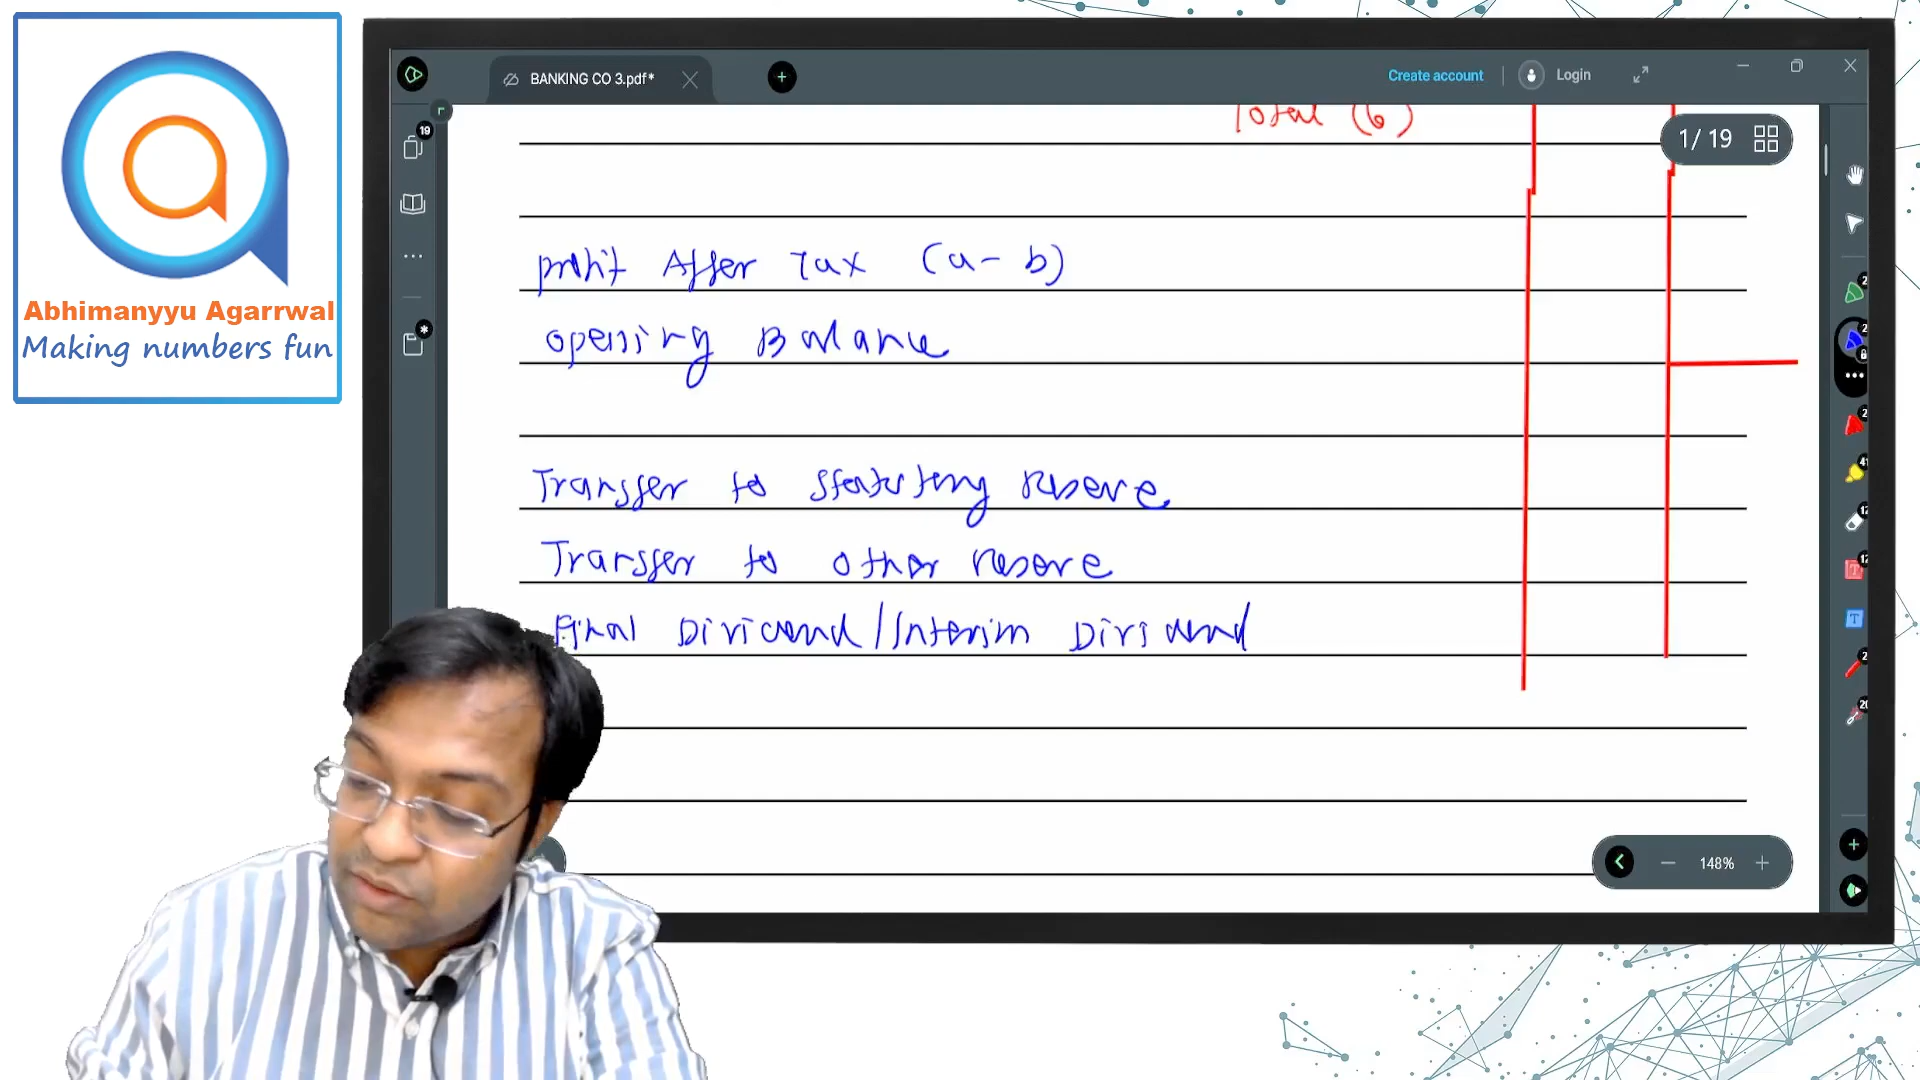 BANKING CO 3.pdf*
Create account
Login
19
Total (b)
1/ 19
Profit After Tax (a - b)
Abhimanyyu Agarrwal
Making numbers fun
opening Balance
Transfer to statutory reserve
Transfer to other reserve
Final Dividend/Interim Dividend
148%